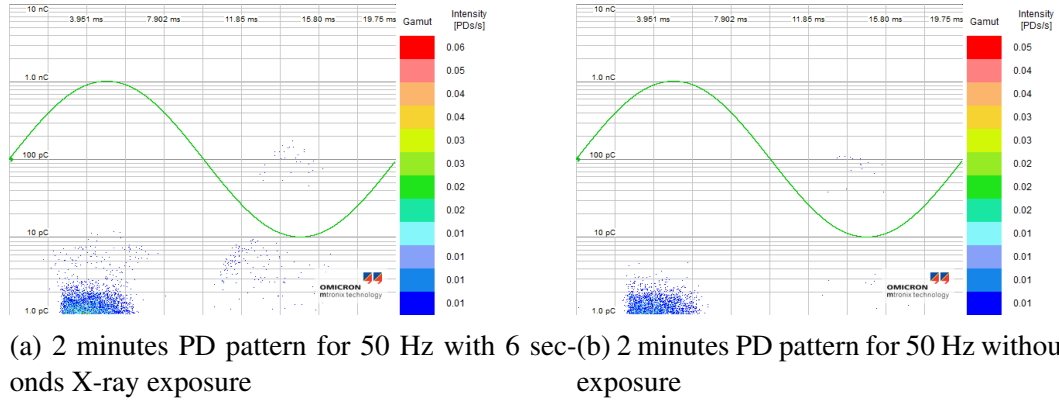 10 nC
3.951 ms 7.902 ms 11.85 ms 15.80 ms 19.75 ms
1.0 nC
100 pC
10 pC
1.0 pC
OMICRON
mtronix technology
Gamut
Intensity
[PDs/s]
0.06
0.05
0.04
0.04
0.03
0.03
0.02
0.02
0.01
0.01
0.01
0.01
10 nC
3.951 ms 7.902 ms 11.85 ms 15.80 ms 19.75 ms
1.0 nC
100 pC
10 pC
1.0 pC
OMICRON
mtronix technology
Gamut
Intensity
[PDs/s]
0.05
0.04
0.04
0.04
0.03
0.03
0.02
0.02
0.01
0.01
0.01
0.01
(a) 2 minutes PD pattern for 50 Hz with 6 sec-
onds X-ray exposure
(b) 2 minutes PD pattern for 50 Hz withou
exposure